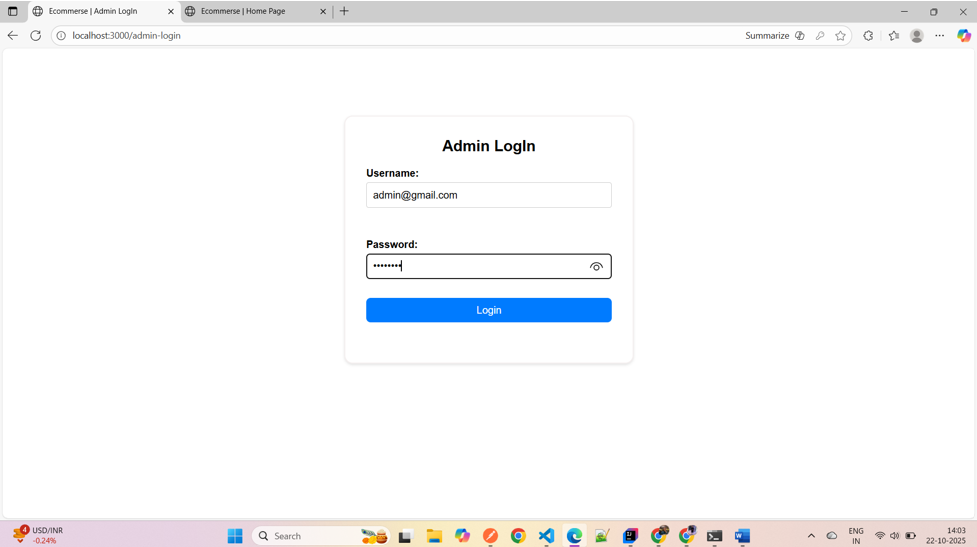 Ecommerse | Admin LogIn
Ecommerse | Home Page
localhost:3000/admin-login
Summarize
Admin LogIn
Username:
admin@gmail.com
Password:
••••••••
Login
4
USD/INR
-0.24%
Search
ENG
IN
14:03
22-10-2025